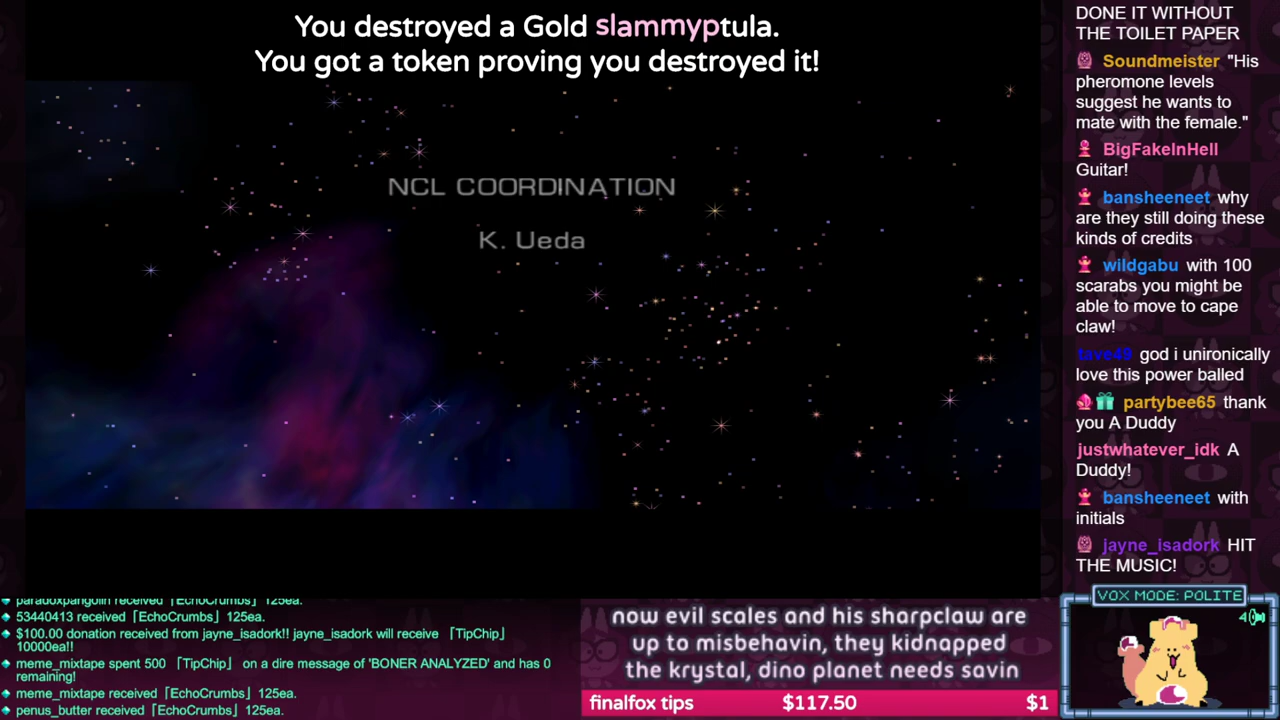 You destroyed a Gold slammyptula.
You got a token proving you destroyed it!
NCL COORDINATION
K. Ueda
DONE IT WITHOUT
THE TOILET PAPER
Soundmeister "His
pheromone levels
suggest he wants to
mate with the female."
BigFakeInHell
Guitar!
bansheeneet why
are they still doing these
kinds of credits
wildgabu with 100
scarabs you might be
able to move to cape
claw!
tave49 god i unironically
love this power balled
partybee65 thank
you A Duddy
justwhatever_idk A
Duddy!
bansheeneet with
initials
jayne_isadork HIT
THE MUSIC!
paradoxpangolin received「EchoCrumbs」125ea.
53440413 received「EchoCrumbs」125ea.
$100.00 donation received from jayne_isadork!! jayne_isadork will receive 「TipChip」
10000ea!!
meme_mixtape spent 500 「TipChip」 on a dire message of 'BONER ANALYZED' and has 0
remaining!
meme_mixtape received「EchoCrumbs」125ea.
penus_butter received「EchoCrumbs」125ea.
now evil scales and his sharpclaw are
up to misbehavin, they kidnapped
the krystal, dino planet needs savin
finalfox tips $117.50 $1
VOX MODE: POLITE
4